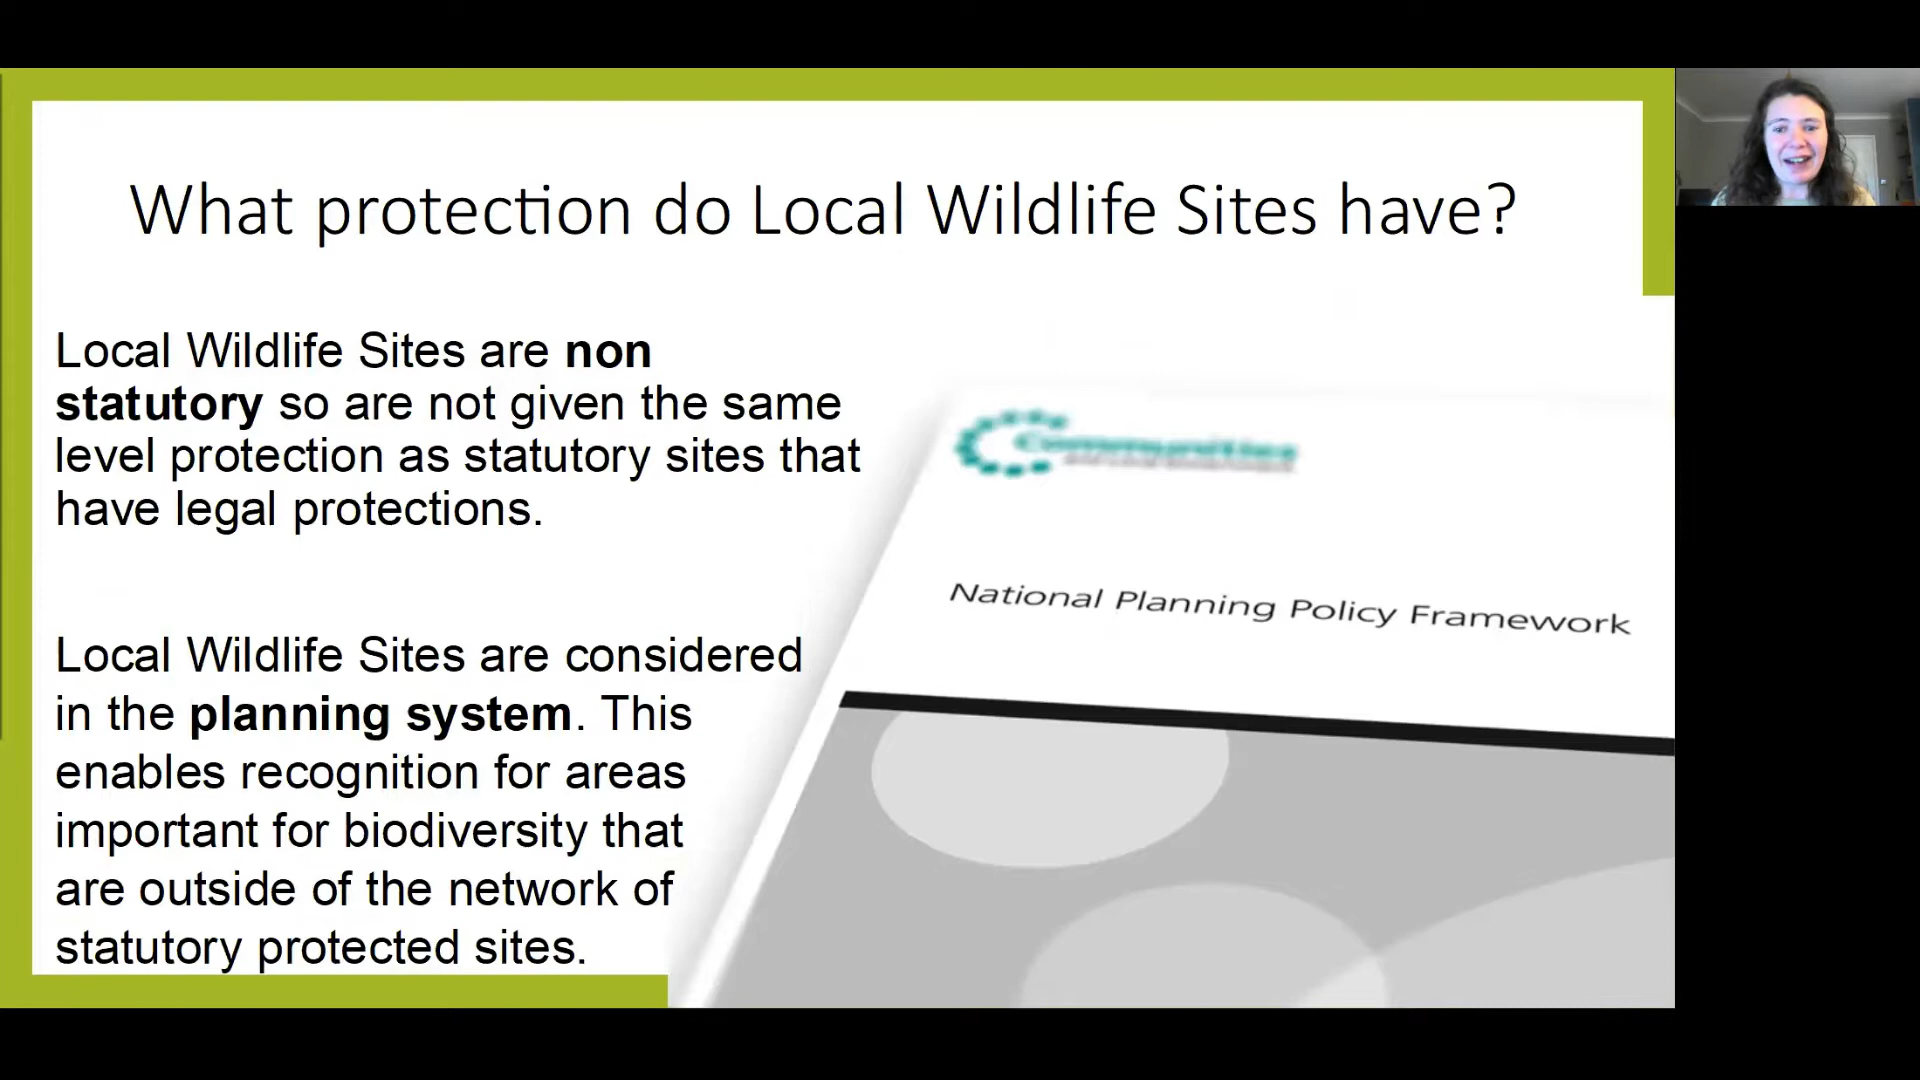 What protection do Local Wildlife Sites have?
Local Wildlife Sites are non
statutory so are not given the same
level protection as statutory sites that
have legal protections.
Local Wildlife Sites are considered
in the planning system. This
enables recognition for areas
important for biodiversity that
are outside of the network of
statutory protected sites.
Communities
National Planning Policy Framework